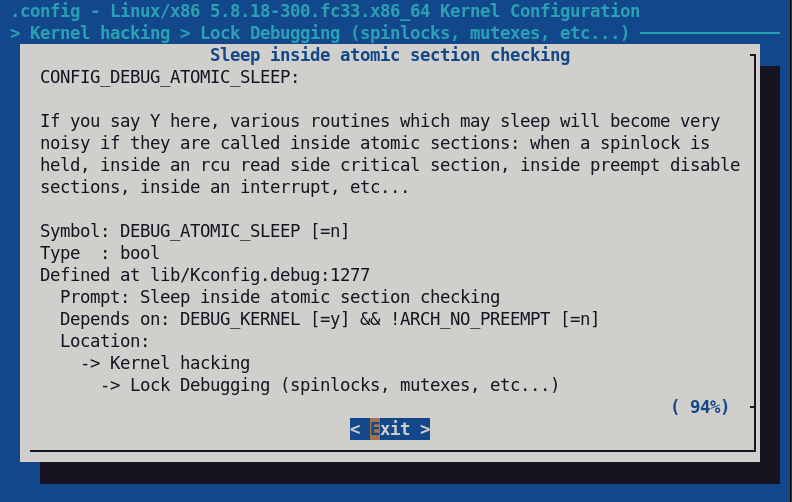 .config - Linux/x86 5.8.18-300.fc33.x86_64 Kernel Configuration
> Kernel hacking > Lock Debugging (spinlocks, mutexes, etc...)
Sleep inside atomic section checking
CONFIG_DEBUG_ATOMIC_SLEEP:
If you say Y here, various routines which may sleep will become very
noisy if they are called inside atomic sections: when a spinlock is
held, inside an rcu read side critical section, inside preempt disable
sections, inside an interrupt, etc...
Symbol: DEBUG_ATOMIC_SLEEP [=n]
Type  : bool
Defined at lib/Kconfig.debug:1277
  Prompt: Sleep inside atomic section checking
  Depends on: DEBUG_KERNEL [=y] && !ARCH_NO_PREEMPT [=n]
  Location:
    -> Kernel hacking
      -> Lock Debugging (spinlocks, mutexes, etc...)
( 94%)
< Exit >